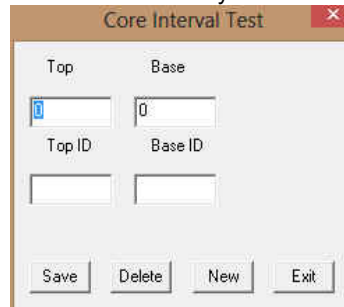 Core Interval Test
Top Base
0 0
Top ID Base ID
Save Delete New Exit